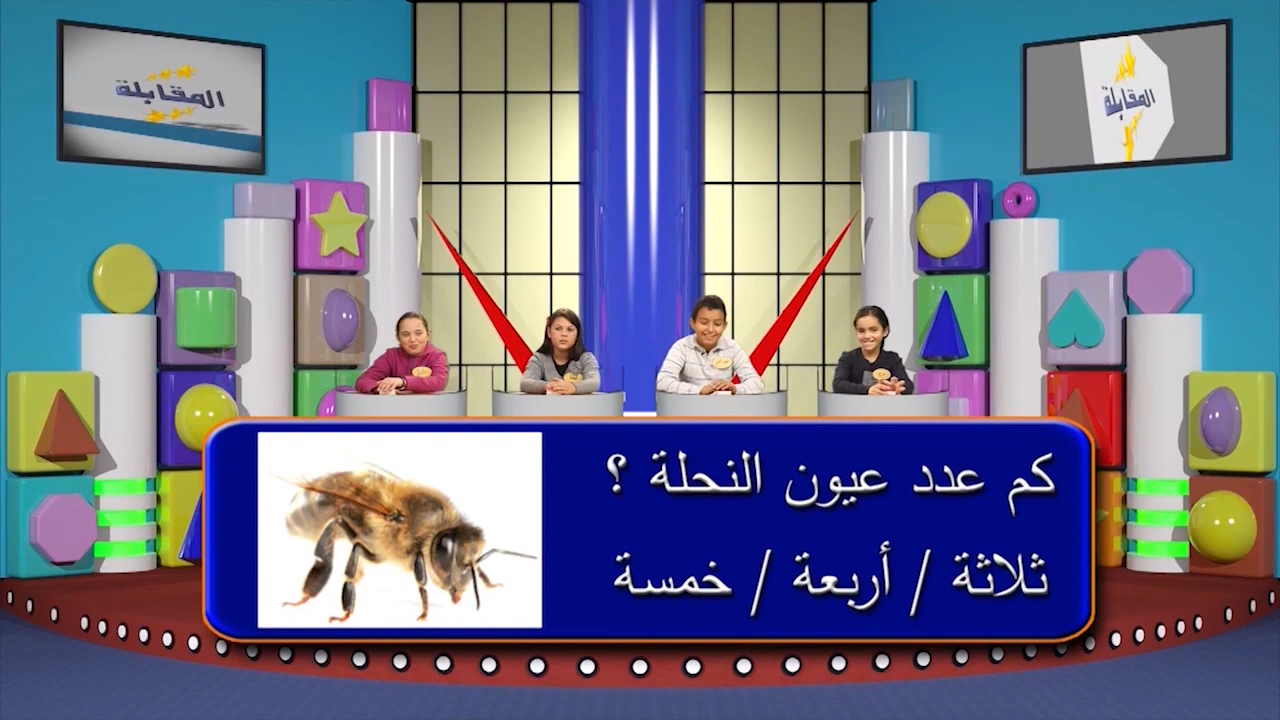 المقابلة
المقابلة
كم عدد عيون النحلة ؟
ثلاثة / أربعة / خمسة